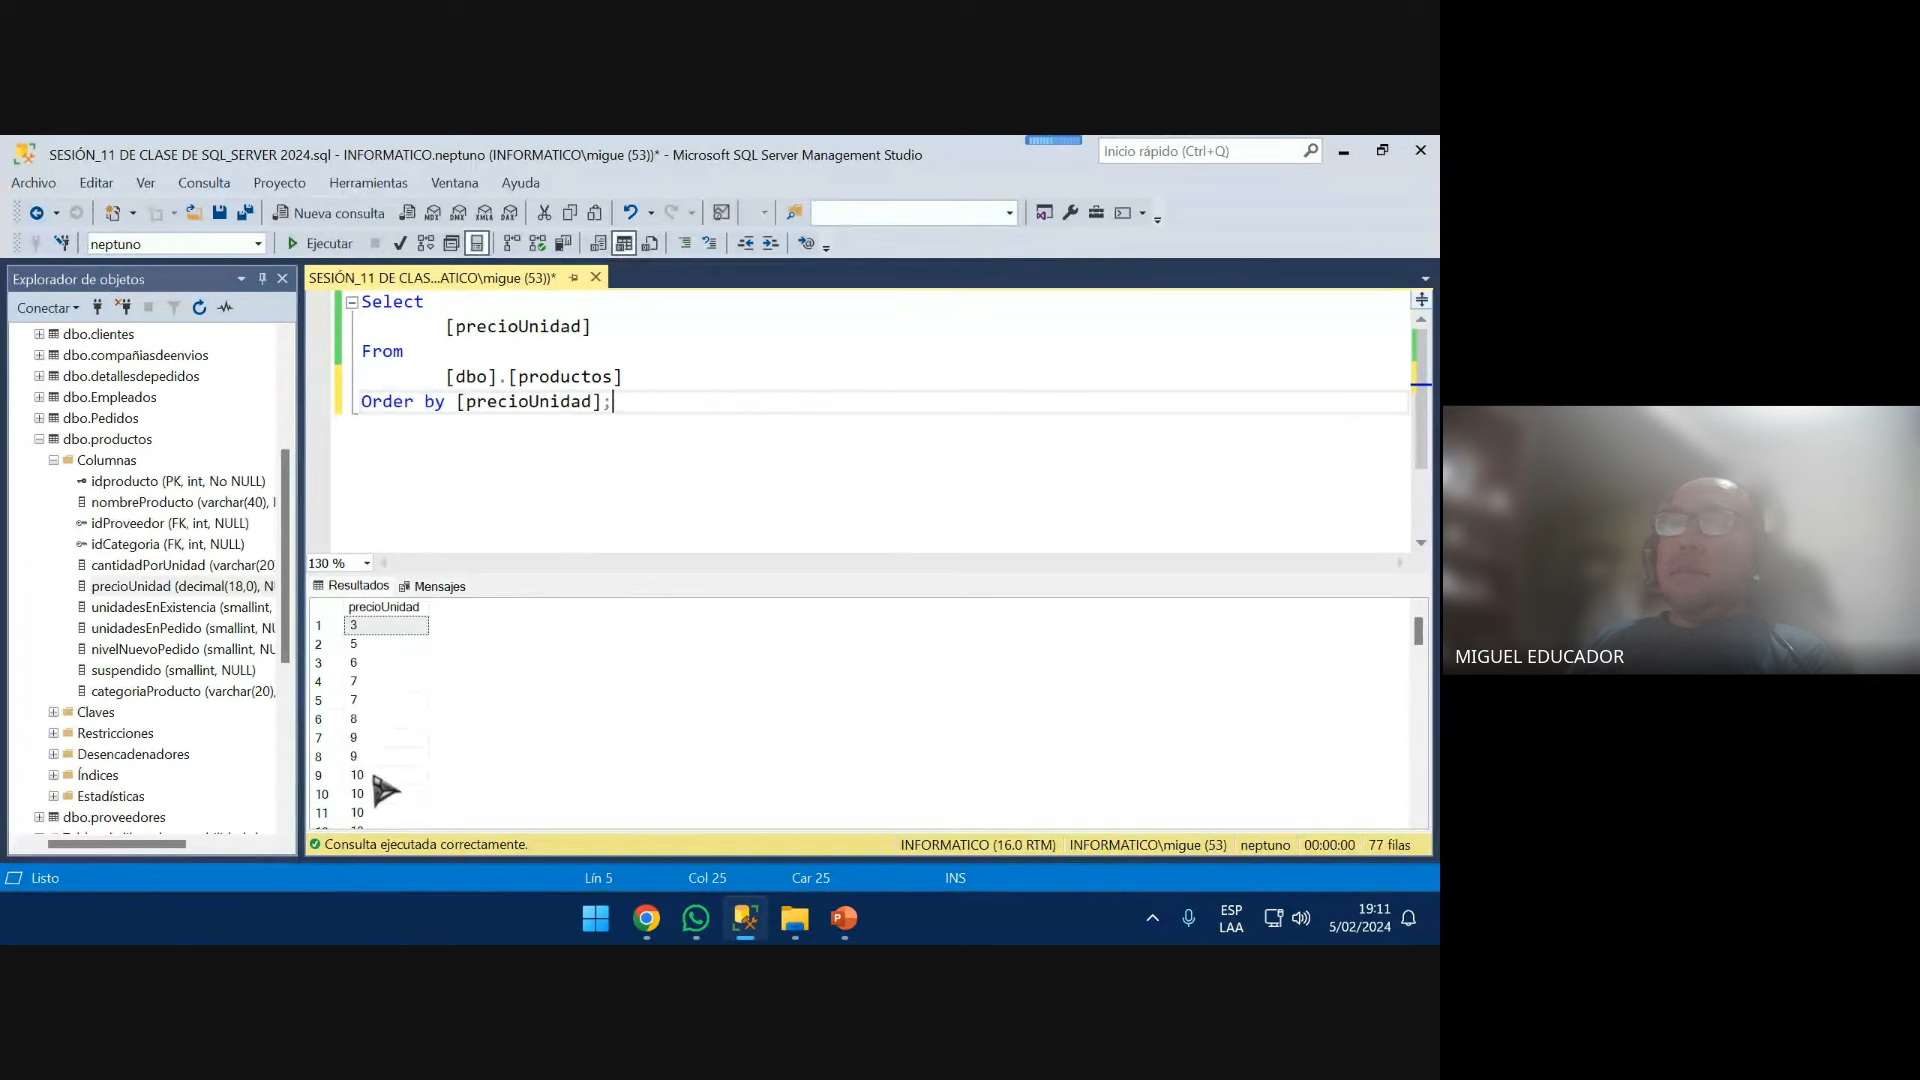 SESIÓN_11 DE CLASE DE SQL_SERVER 2024.sql - INFORMATICO.neptuno (INFORMATICO\migue (53))* - Microsoft SQL Server Management Studio
Inicio rápido (Ctrl+Q)
Archivo Editar Ver Consulta Proyecto Herramientas Ventana Ayuda
Nueva consulta
neptuno Ejecutar
Explorador de objetos
SESIÓN_11 DE CLAS...ATICO\migue (53))*
Conectar
dbo.clientes
dbo.compañiasdeenvios
dbo.detallesdepedidos
dbo.Empleados
dbo.Pedidos
dbo.productos
Columnas
idproducto (PK, int, No NULL)
nombreProducto (varchar(40),
idProveedor (FK, int, NULL)
idCategoria (FK, int, NULL)
cantidadPorUnidad (varchar(20
precioUnidad (decimal(18,0), N
unidadesEnExistencia (smallint,
unidadesEnPedido (smallint, NU
nivelNuevoPedido (smallint, NU
suspendido (smallint, NULL)
categoriaProducto (varchar(20),
Claves
Restricciones
Desencadenadores
Índices
Estadísticas
dbo.proveedores
Select
[precioUnidad]
From
[dbo].[productos]
Order by [precioUnidad];
130 %
Resultados Mensajes
precioUnidad
1 3
2 5
3 6
4 7
5 7
6 8
7 9
8 9
9 10
10 10
11 10
Consulta ejecutada correctamente. INFORMATICO (16.0 RTM) INFORMATICO\migue (53) neptuno 00:00:00 77 filas
Listo Lín 5 Col 25 Car 25 INS
ESP
LAA
19:11
5/02/2024
MIGUEL EDUCADOR